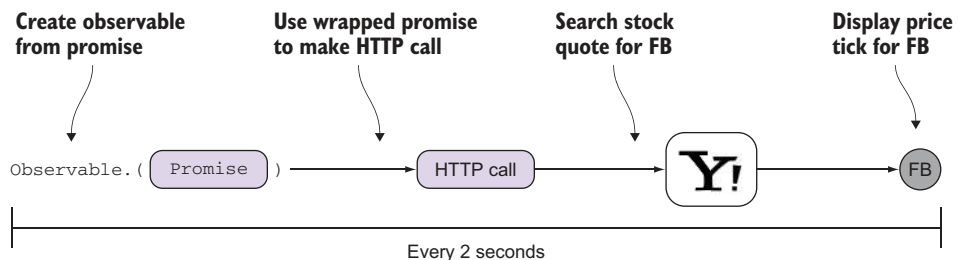 Create observable
from promise
Use wrapped promise
to make HTTP call
Search stock
quote for FB
Display price
tick for FB
Observable.( Promise )
HTTP call
Y!
FB
Every 2 seconds